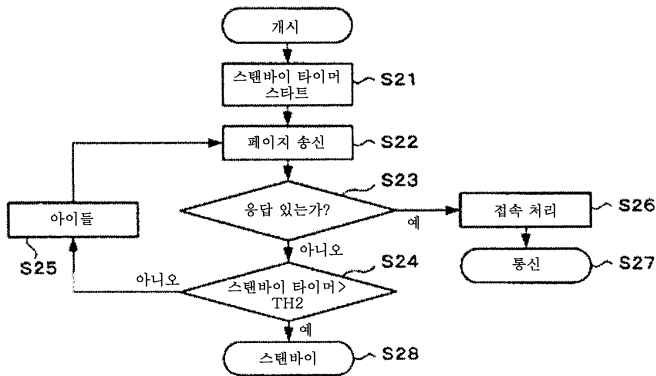 개시
스탠바이 타이머
스타트
S21
페이지 송신
S22
S23
응답 있는가?
예
접속 처리
S26
아이들
S25
아니오
통신
S27
S24
아니오
스탠바이 타이머>
TH2
예
스탠바이
S28